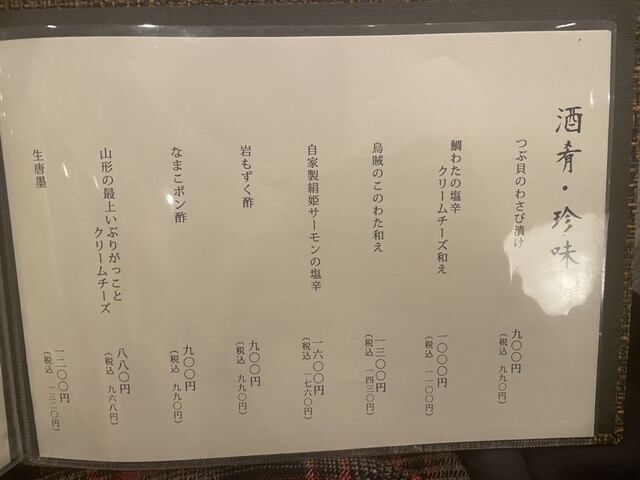 酒肴・珍味
つぶ貝のわさび漬け
九〇〇円
(税込 九九〇円)
鯛わたの塩辛
クリームチーズ和え
一〇〇〇円
(税込 一一〇〇円)
烏賊のこのわた和え
一三〇〇円
(税込 一四三〇円)
自家製絹姫サーモンの塩辛
一六〇〇円
(税込 一七六〇円)
岩もずく酢
九〇〇円
(税込 九九〇円)
なまこポン酢
九〇〇円
(税込 九九〇円)
山形の最上いぶりがっこと
クリームチーズ
八八〇円
(税込 九六八円)
生唐墨
一二〇〇円
(税込 一三二〇円)